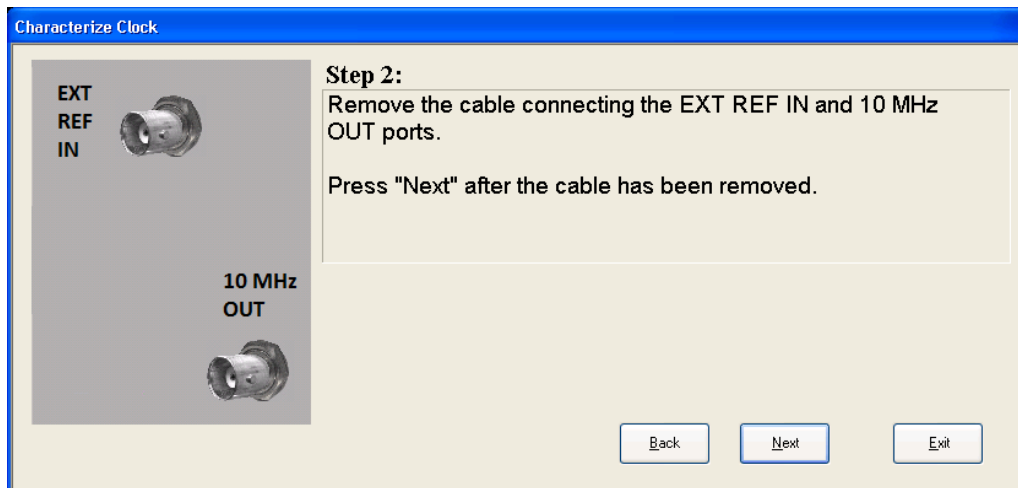 Characterize Clock
EXT
REF
IN
10 MHz
OUT
Step 2:
Remove the cable connecting the EXT REF IN and 10 MHz
OUT ports.
Press "Next" after the cable has been removed.
Back
Next
Exit